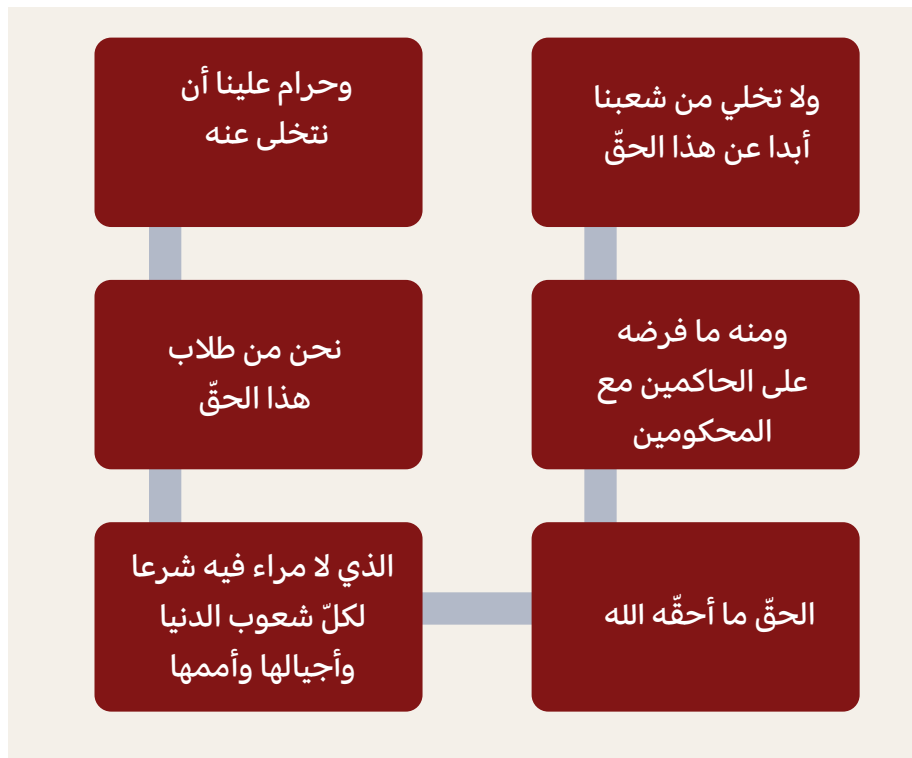 ولا تخلي من شعبنا
أبدا عن هذا الحقّ
ومنه ما فرضه
على الحاكمين مع
المحكومين
الحقّ ما أحقّه الله
الذي لا مراء فيه شرعا
لكلّ شعوب الدنيا
وأجيالها وأممها
نحن من طلاب
هذا الحقّ
وحرام علينا أن
نتخلى عنه